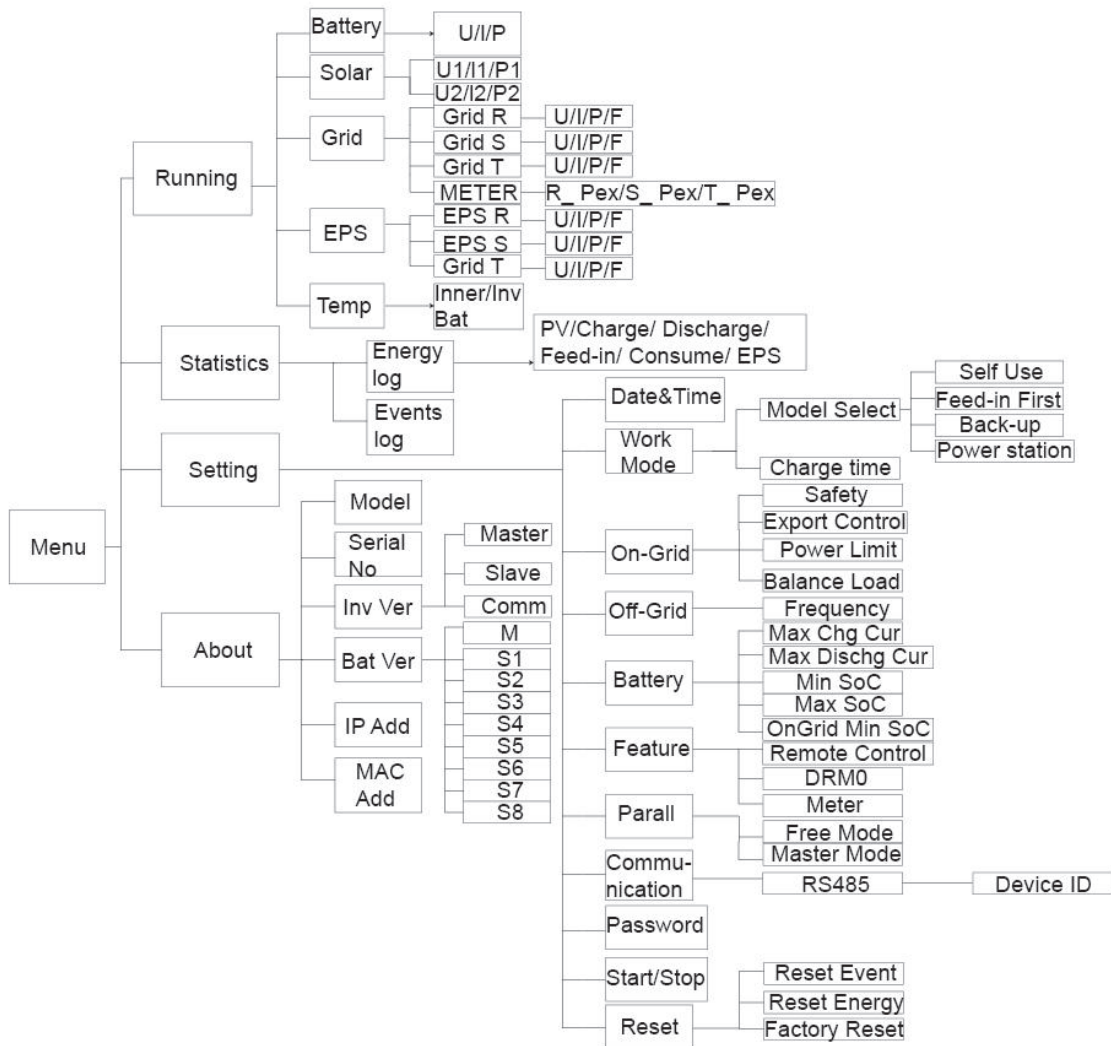 Menu
Running
Battery
U/I/P
Solar
U1/I1/P1
U2/I2/P2
Grid
Grid R
U/I/P/F
Grid S
U/I/P/F
Grid T
U/I/P/F
METER
R_ Pex/S_ Pex/T_ Pex
EPS
EPS R
U/I/P/F
EPS S
U/I/P/F
Grid T
U/I/P/F
Temp
Inner/Inv
Bat
Statistics
Energy
log
PV/Charge/ Discharge/
Feed-in/ Consume/ EPS
Events
log
Setting
Date&Time
Work
Mode
Model Select
Self Use
Feed-in First
Back-up
Power station
Charge time
On-Grid
Safety
Export Control
Power Limit
Balance Load
Off-Grid
Frequency
Battery
Max Chg Cur
Max Dischg Cur
Min SoC
Max SoC
OnGrid Min SoC
Feature
Remote Control
DRM0
Meter
Parall
Free Mode
Master Mode
Commu-
nication
RS485
Device ID
Password
Start/Stop
Reset
Reset Event
Reset Energy
Factory Reset
About
Model
Serial
No
Inv Ver
Master
Slave
Comm
Bat Ver
M
S1
S2
S3
S4
S5
S6
S7
S8
IP Add
MAC
Add